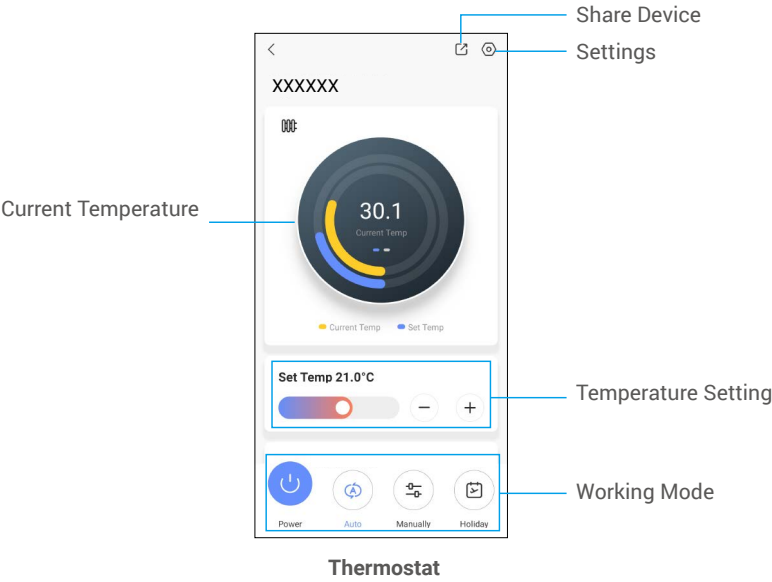 Share Device
Settings
XXXXXX
Current Temperature
30.1
Current Temp
Current Temp Set Temp
Set Temp 21.0°C
Temperature Setting
A
Working Mode
Power Auto Manually Holiday
Thermostat